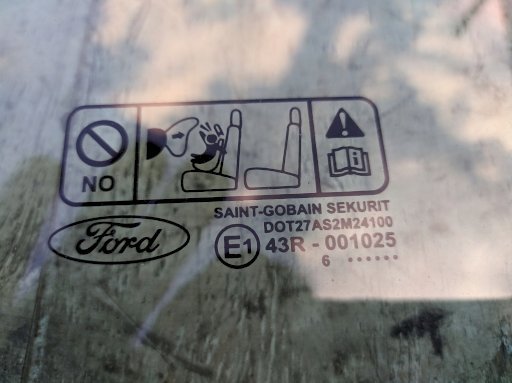 NO
SAINT-GOBAIN SEKURIT
Ford
DOT27AS2M24100
E1
43R - 001025
6 ······